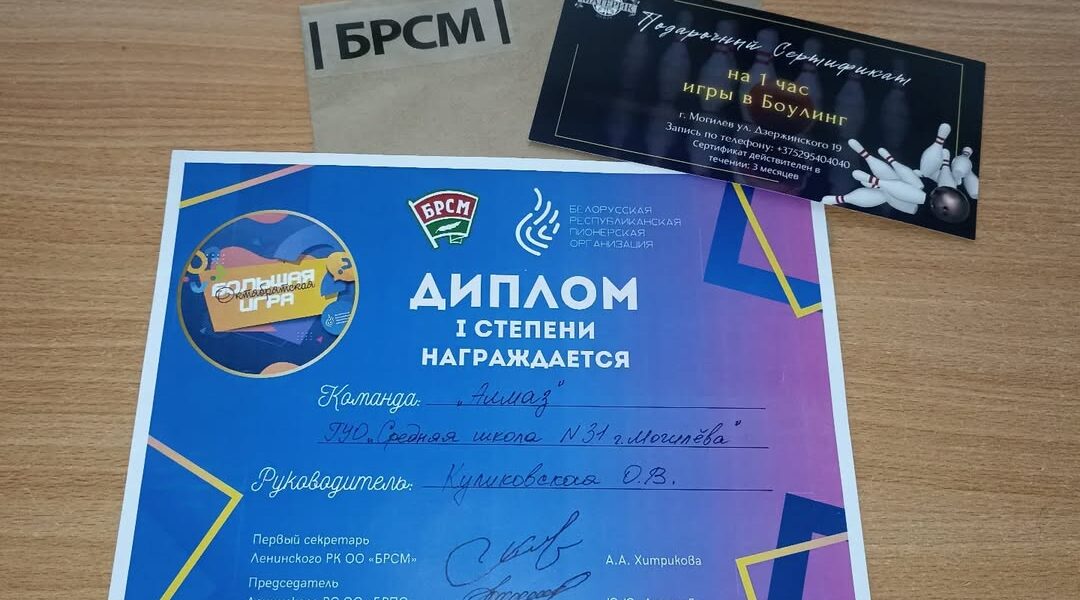 |БРСМ|
Подарочный Сертификат
на 1 час
игры в Боулинг
г. Могилев ул. Дзержинского 19
Запись по телефону: +375295404040
Сертификат действителен в
течении: 3 месяцев
БРСМ
БЕЛОРУССКАЯ
РЕСПУБЛИКАНСКАЯ
ПИОНЕРСКАЯ
ОРГАНИЗАЦИЯ
БОЛЬШАЯ
Октябрятская
ИГРА
ДИПЛОМ
I СТЕПЕНИ
НАГРАЖДАЕТСЯ
Команда: „Алмаз"
ГУО „Средняя школа N31 г. Могилёва"
Руководитель: Куликовская О.В.
Первый секретарь
Ленинского РК ОО «БРСМ» А.А. Хитрикова
Председатель